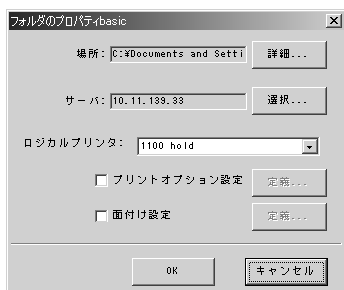 フォルダのプロパティbasic
場所: C:¥Documents and Setti 詳細...
サーバ: 10.11.139.33 選択...
ロジカルプリンタ: 1100 hold
プリントオプション設定 定義...
面付け設定 定義...
OK キャンセル